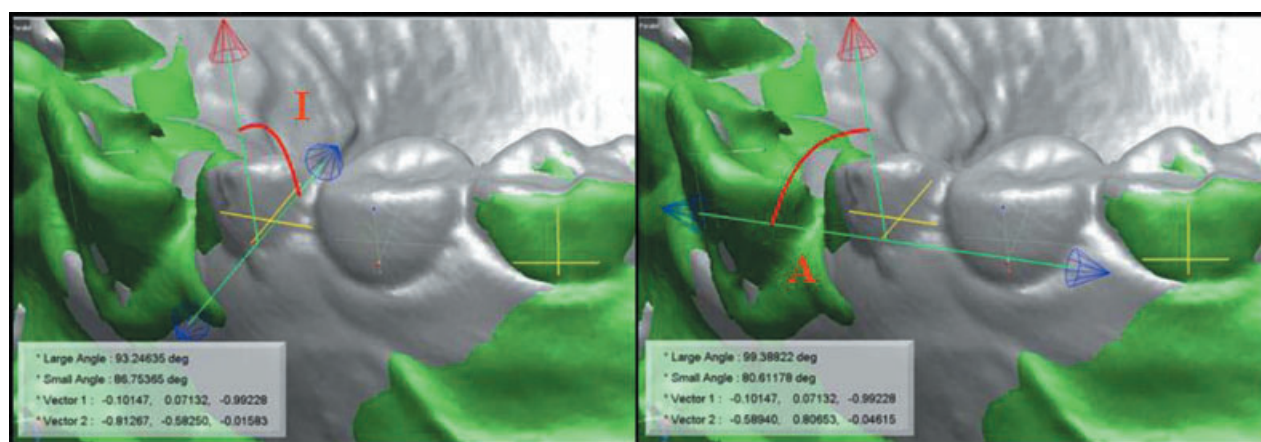 I
* Large Angle : 93.24635 deg
* Small Angle : 86.75365 deg
* Vector 1 : -0.10147, 0.07132, -0.99228
* Vector 2 : -0.81267, -0.58250, -0.01583
A
* Large Angle : 99.38822 deg
* Small Angle : 80.61178 deg
* Vector 1 : -0.10147, 0.07132, -0.99228
* Vector 2 : -0.58940, 0.80653, -0.04615